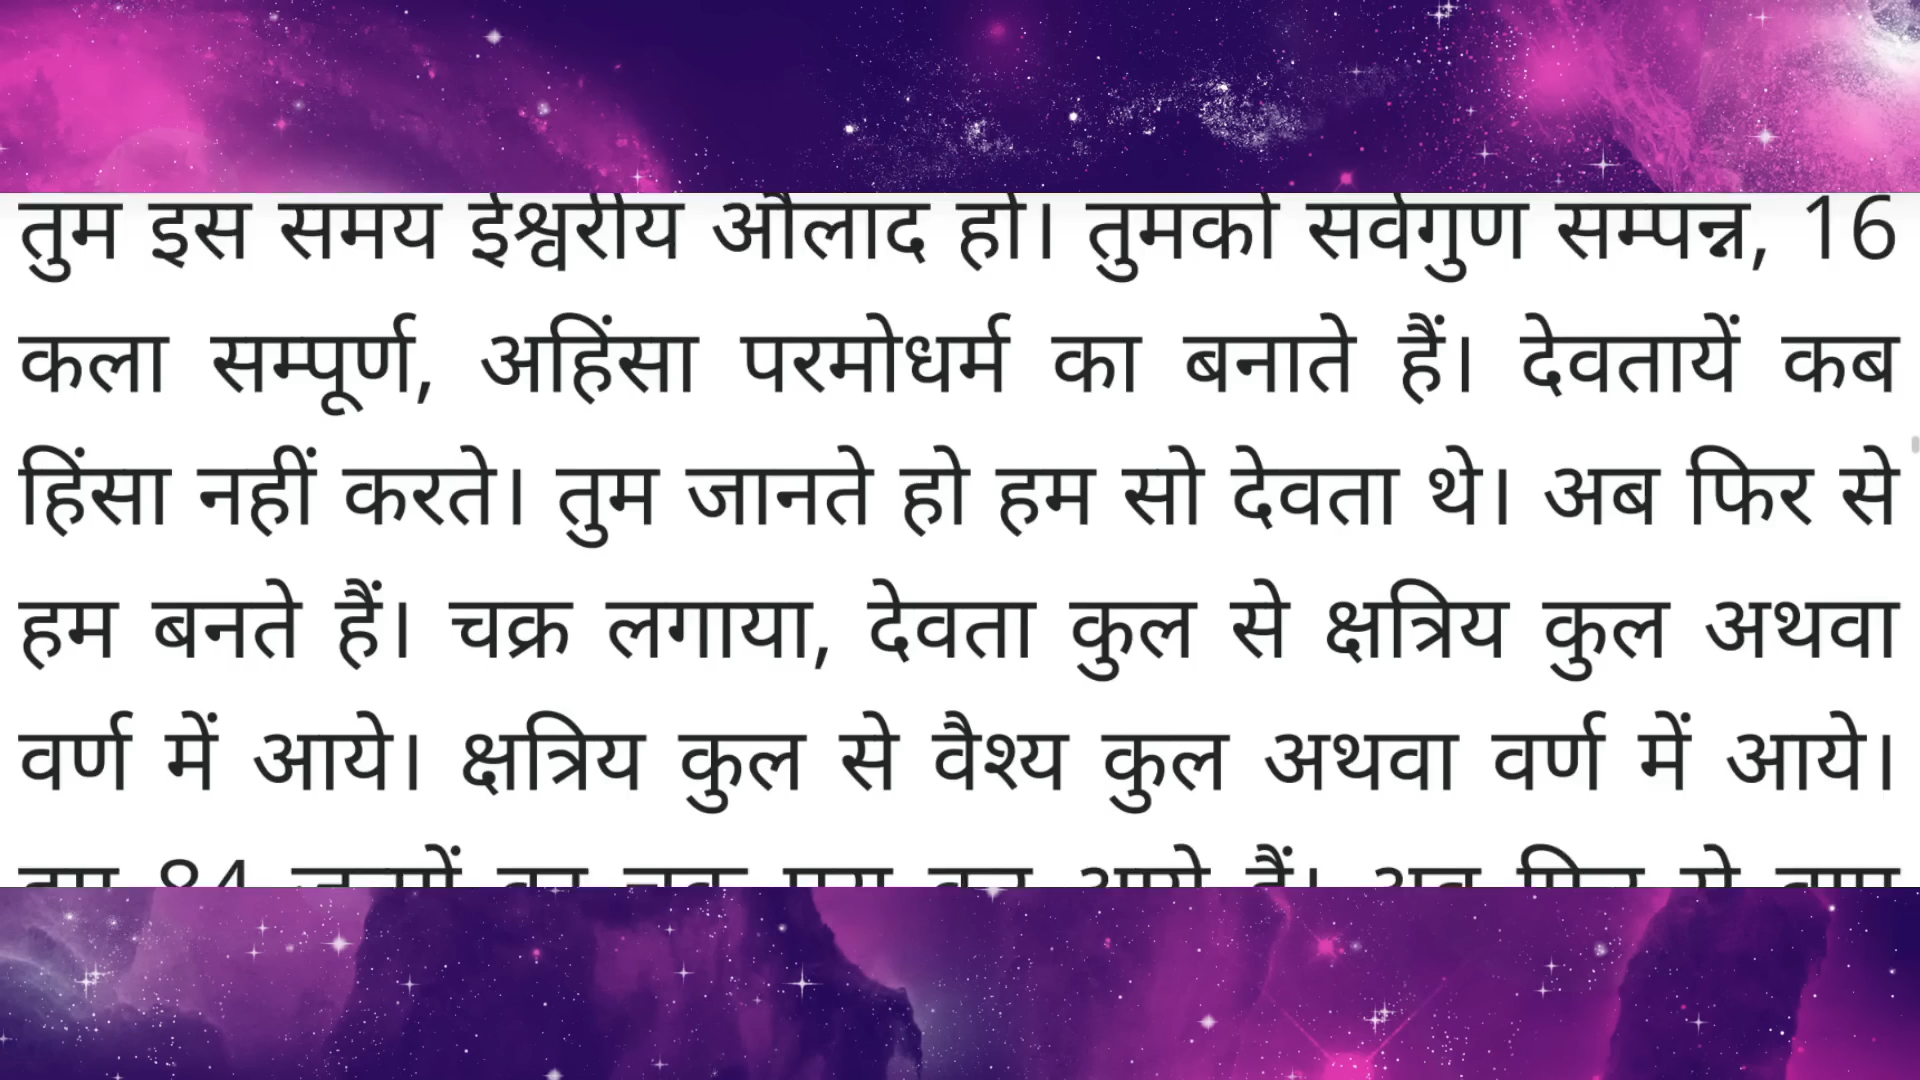 तुम इस समय ईश्वरीय औलाद हो। तुमको सर्वगुण सम्पन्न, 16
कला सम्पूर्ण, अहिंसा परमोधर्म का बनाते हैं। देवतायें कब
हिंसा नहीं करते। तुम जानते हो हम सो देवता थे। अब फिर से
हम बनते हैं। चक्र लगाया, देवता कुल से क्षत्रिय कुल अथवा
वर्ण में आये। क्षत्रिय कुल से वैश्य कुल अथवा वर्ण में आये।
84 हैं। अब फिर से